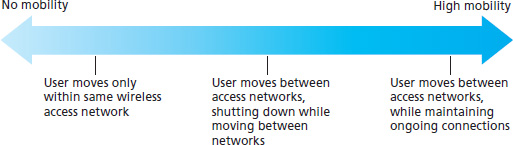 No mobility
High mobility
User moves only
within same wireless
access network
User moves between
access networks,
shutting down while
moving between
networks
User moves between
access networks,
while maintaining
ongoing connections